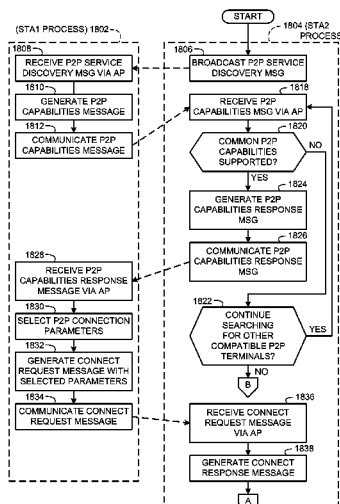 START
(STA1 PROCESS) 1802
1804 (STA2
PROCESS
1808
RECEIVE P2P SERVICE
DISCOVERY MSG VIA AP
1806
BROADCAST P2P SERVICE
DISCOVERY MSG
1810
GENERATE P2P
CAPABILITIES MESSAGE
1812
COMMUNICATE P2P
CAPABILITIES MESSAGE
1818
RECEIVE P2P
CAPABILITIES MSG VIA AP
1820
COMMON P2P
CAPABILITIES
SUPPORTED?
NO
YES
1824
GENERATE P2P
CAPABILITIES RESPONSE
MSG
1826
COMMUNICATE P2P
CAPABILITIES RESPONSE
MSG
1828
RECEIVE P2P
CAPABILITIES RESPONSE
MESSAGE VIA AP
1830
SELECT P2P CONNECTION
PARAMETERS
1822
CONTINUE
SEARCHING
FOR OTHER
COMPATIBLE P2P
TERMINALS?
YES
NO
B
1832
GENERATE CONNECT
REQUEST MESSAGE WITH
SELECTED PARAMETERS
1834
COMMUNICATE CONNECT
REQUEST MESSAGE
1836
RECEIVE CONNECT
REQUEST MESSAGE
VIA AP
1838
GENERATE CONNECT
RESPONSE MESSAGE
A